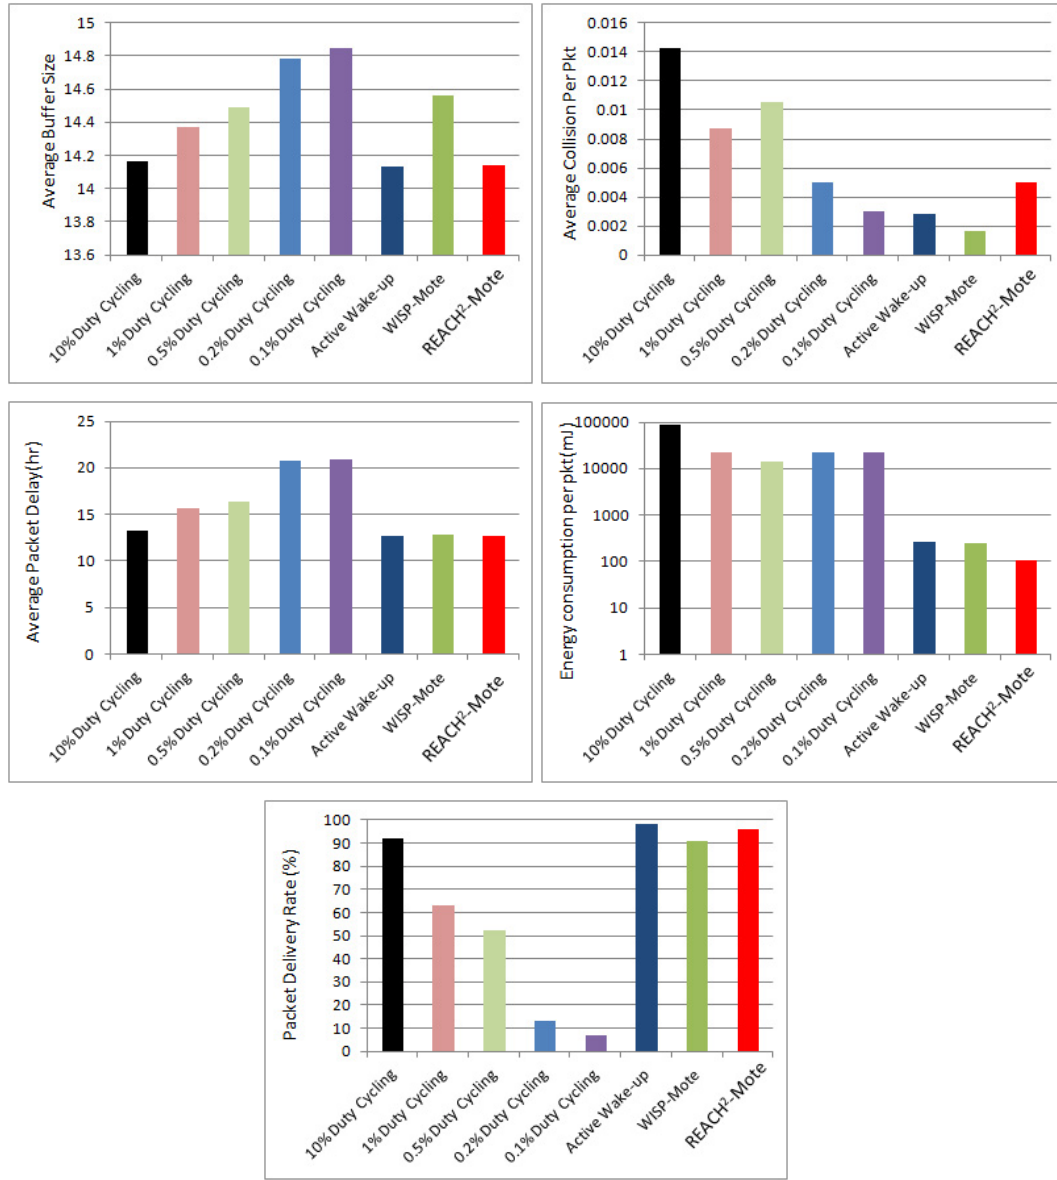 Average Buffer Size
15
14.8
14.6
14.4
14.2
14
13.8
13.6
10% Duty Cycling
1% Duty Cycling
0.5% Duty Cycling
0.2% Duty Cycling
0.1% Duty Cycling
Active Wake-up
WISP-Mote
REACH²-Mote
Average Collision Per Pkt
0.016
0.014
0.012
0.01
0.008
0.006
0.004
0.002
0
10% Duty Cycling
1% Duty Cycling
0.5% Duty Cycling
0.2% Duty Cycling
0.1% Duty Cycling
Active Wake-up
WISP-Mote
REACH²-Mote
Average Packet Delay(hr)
25
20
15
10
5
0
10% Duty Cycling
1% Duty Cycling
0.5% Duty Cycling
0.2% Duty Cycling
0.1% Duty Cycling
Active Wake-up
WISP-Mote
REACH²-Mote
Energy consumption per pkt(mJ)
100000
10000
1000
100
10
1
10% Duty Cycling
1% Duty Cycling
0.5% Duty Cycling
0.2% Duty Cycling
0.1% Duty Cycling
Active Wake-up
WISP-Mote
REACH²-Mote
Packet Delivery Rate (%)
100
90
80
70
60
50
40
30
20
10
0
10% Duty Cycling
1% Duty Cycling
0.5% Duty Cycling
0.2% Duty Cycling
0.1% Duty Cycling
Active Wake-up
WISP-Mote
REACH²-Mote